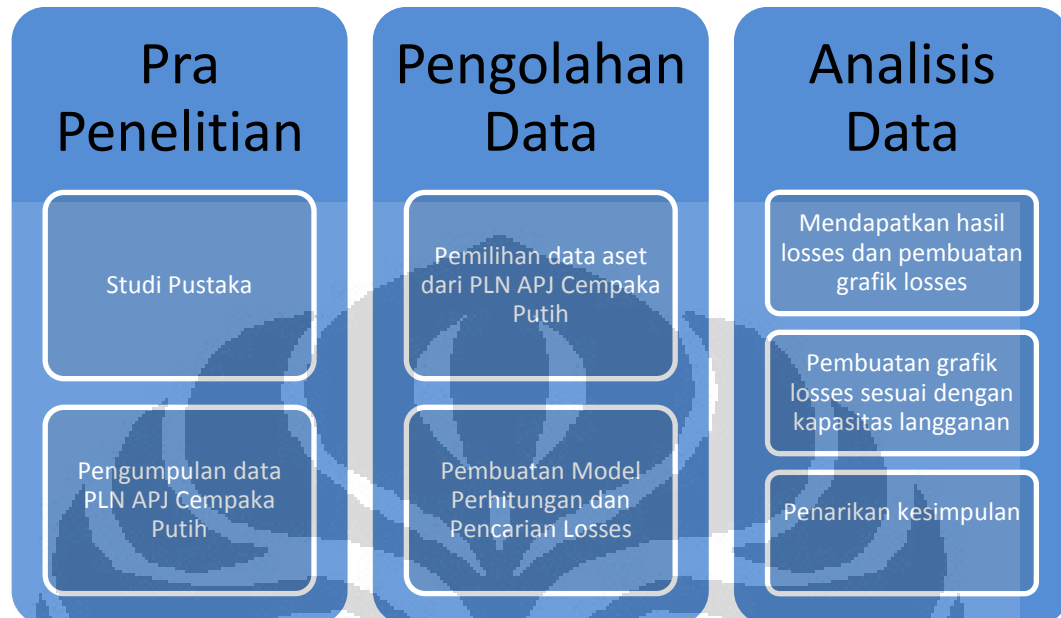 Pra
Penelitian
Studi Pustaka
Pengumpulan data
PLN APJ Cempaka
Putih
Pengolahan
Data
Pemilihan data aset
dari PLN APJ Cempaka
Putih
Pembuatan Model
Perhitungan dan
Pencarian Losses
Analisis
Data
Mendapatkan hasil
losses dan pembuatan
grafik losses
Pembuatan grafik
losses sesuai dengan
kapasitas langganan
Penarikan kesimpulan